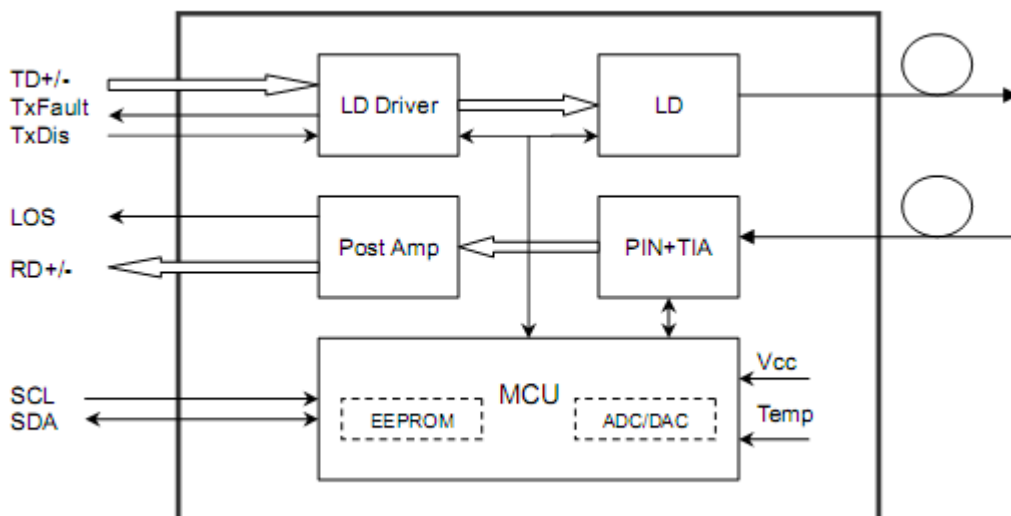 TD+/-
TxFault
TxDis
LD Driver
LD
LOS
RD+/-
Post Amp
PIN+TIA
SCL
SDA
MCU
EEPROM
ADC/DAC
Vcc
Temp